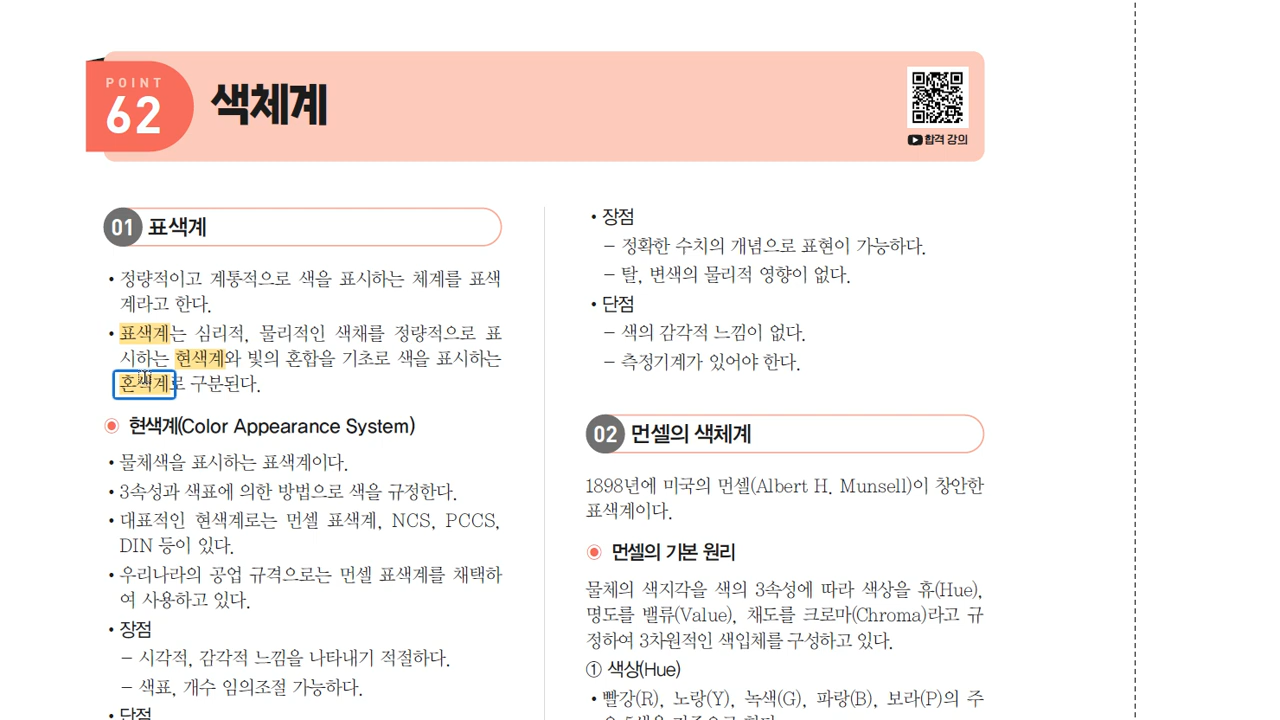 POINT
62
색체계
합격 강의
01 표색계
• 정량적이고 계통적으로 색을 표시하는 체계를 표색
계라고 한다.
• 표색계는 심리적, 물리적인 색채를 정량적으로 표
시하는 현색계와 빛의 혼합을 기초로 색을 표시하는
혼색계로 구분된다.
현색계(Color Appearance System)
• 물체색을 표시하는 표색계이다.
• 3속성과 색표에 의한 방법으로 색을 규정한다.
• 대표적인 현색계로는 먼셀 표색계, NCS, PCCS,
DIN 등이 있다.
• 우리나라의 공업 규격으로는 먼셀 표색계를 채택하
여 사용하고 있다.
• 장점
– 시각적, 감각적 느낌을 나타내기 적절하다.
– 색표, 개수 임의조절 가능하다.
• 단점
• 장점
– 정확한 수치의 개념으로 표현이 가능하다.
– 탈, 변색의 물리적 영향이 없다.
• 단점
– 색의 감각적 느낌이 없다.
– 측정기계가 있어야 한다.
02 먼셀의 색체계
1898년에 미국의 먼셀(Albert H. Munsell)이 창안한
표색계이다.
먼셀의 기본 원리
물체의 색지각을 색의 3속성에 따라 색상을 휴(Hue),
명도를 밸류(Value), 채도를 크로마(Chroma)라고 규
정하여 3차원적인 색입체를 구성하고 있다.
① 색상(Hue)
• 빨강(R), 노랑(Y), 녹색(G), 파랑(B), 보라(P)의 주